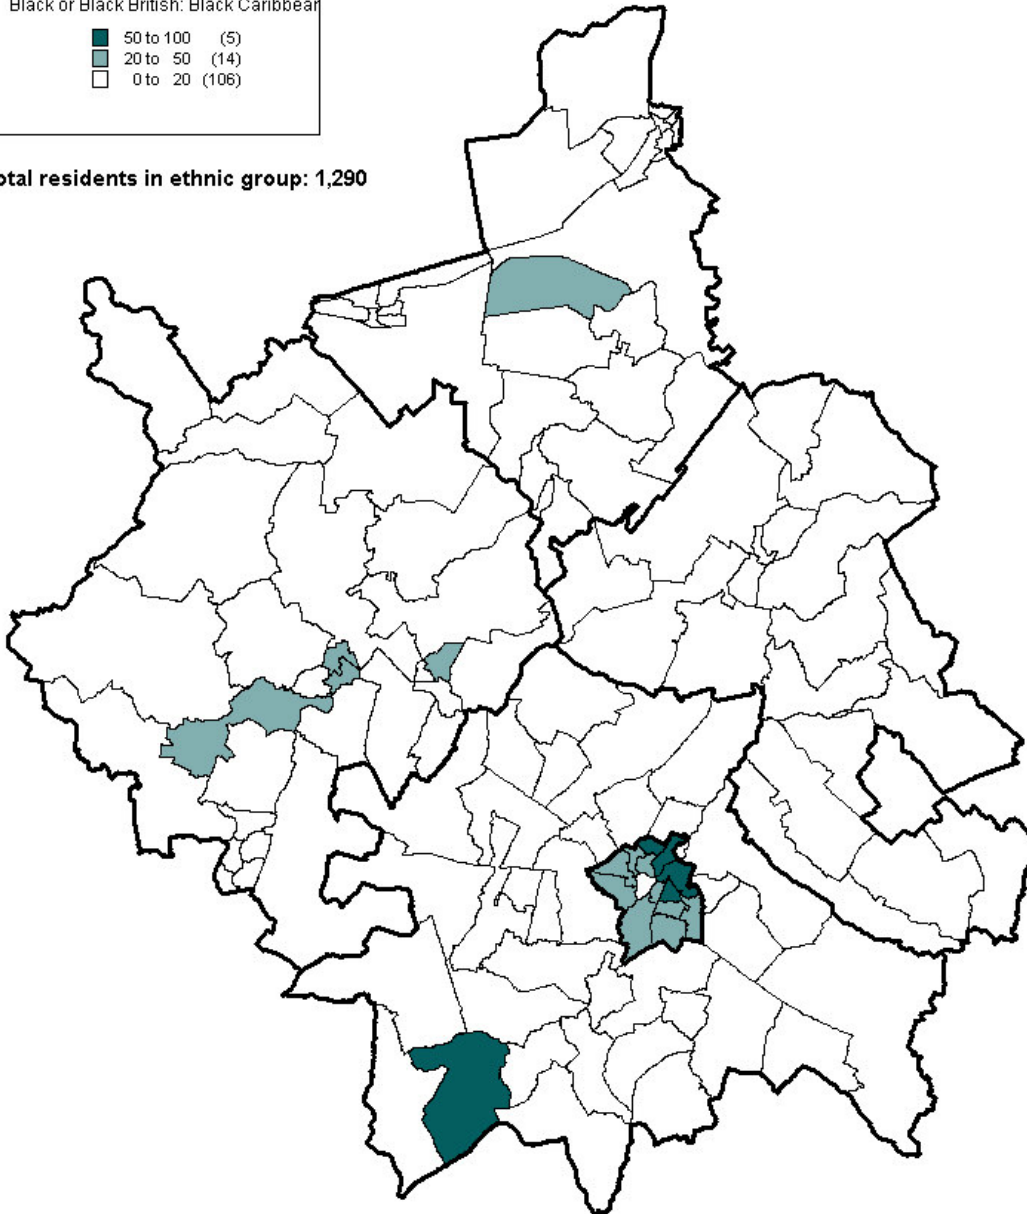 Black or Black British: Black Caribbean
50 to 100 (5)
20 to 50 (14)
0 to 20 (106)
otal residents in ethnic group: 1,290